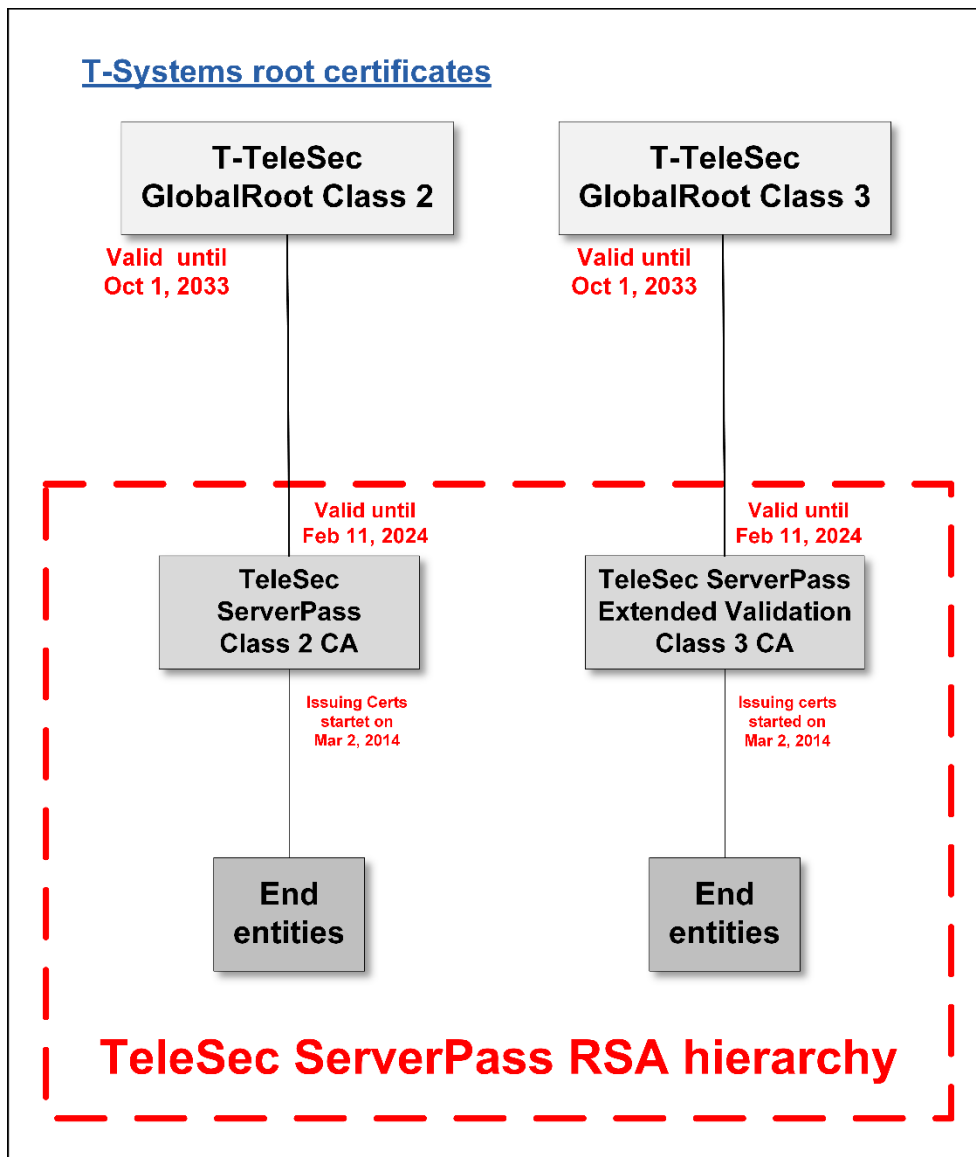 T-Systems root certificates
T-TeleSec
GlobalRoot Class 2
T-TeleSec
GlobalRoot Class 3
Valid until
Oct 1, 2033
Valid until
Oct 1, 2033
Valid until
Feb 11, 2024
Valid until
Feb 11, 2024
TeleSec
ServerPass
Class 2 CA
TeleSec ServerPass
Extended Validation
Class 3 CA
Issuing Certs
startet on
Mar 2, 2014
Issuing certs
started on
Mar 2, 2014
End
entities
End
entities
TeleSec ServerPass RSA hierarchy